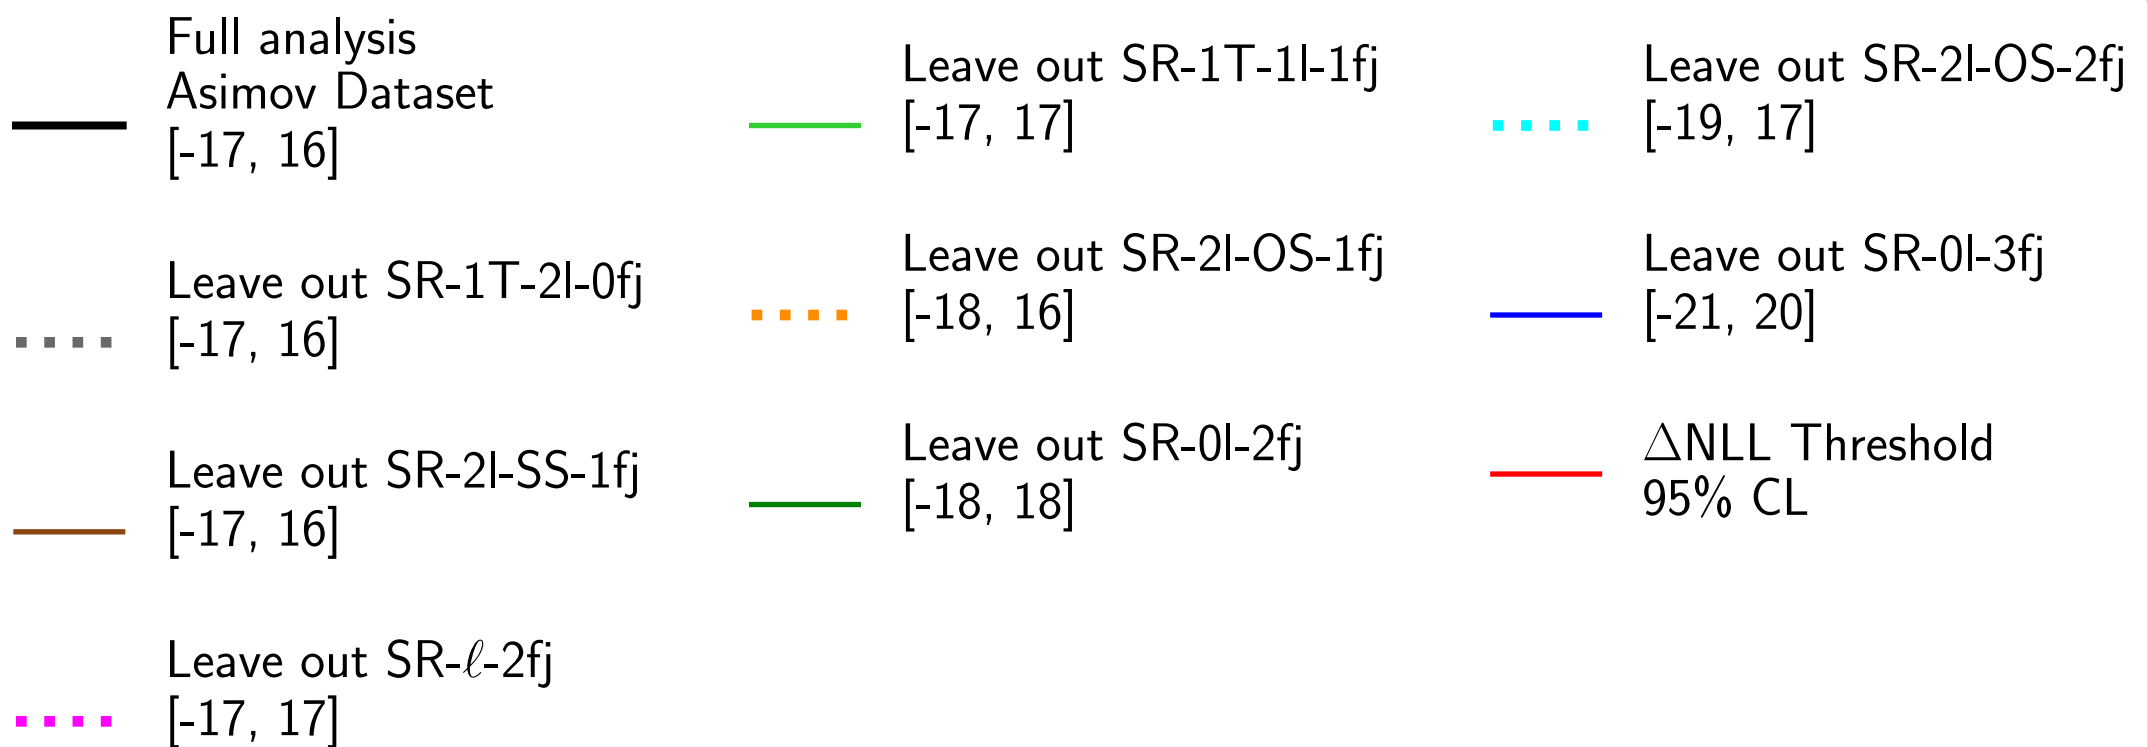 Full analysis
Asimov Dataset
[-17, 16]
Leave out SR-1T-2l-0fj
[-17, 16]
Leave out SR-2l-SS-1fj
[-17, 16]
Leave out SR-ℓ-2fj
[-17, 17]
Leave out SR-1T-1l-1fj
[-17, 17]
Leave out SR-2l-OS-1fj
[-18, 16]
Leave out SR-0l-2fj
[-18, 18]
Leave out SR-2l-OS-2fj
[-19, 17]
Leave out SR-0l-3fj
[-21, 20]
△NLL Threshold
95% CL